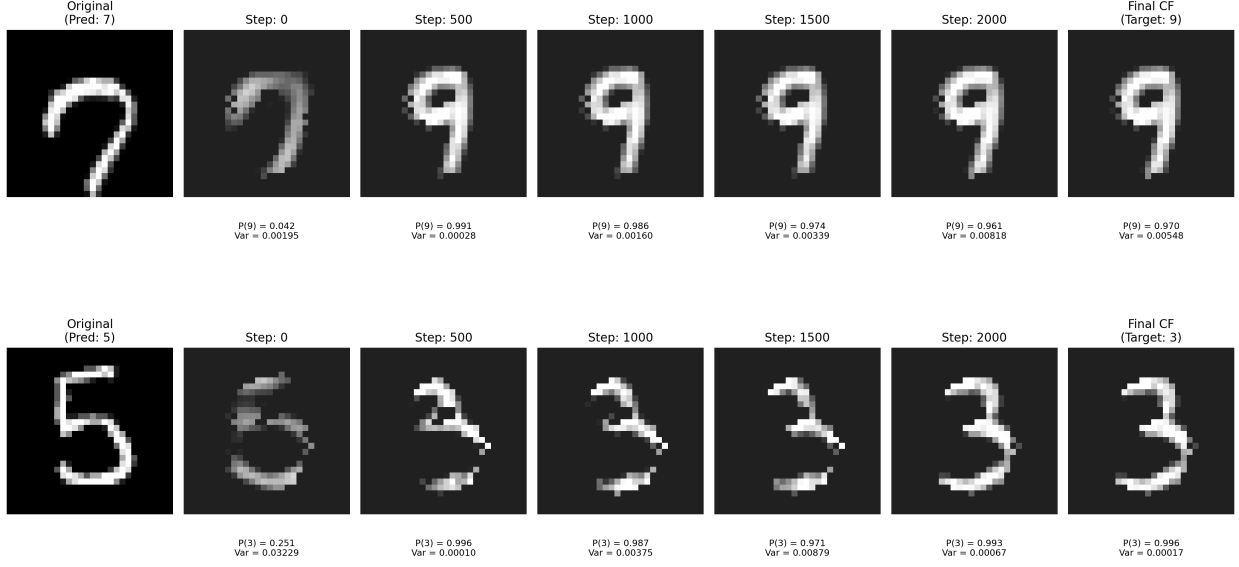 Original
(Pred: 7)
Step: 0
Step: 500
Step: 1000
Step: 1500
Step: 2000
Final CF
(Target: 9)
P(9) = 0.042
Var = 0.00195
P(9) = 0.991
Var = 0.00028
P(9) = 0.986
Var = 0.00160
P(9) = 0.974
Var = 0.00339
P(9) = 0.961
Var = 0.00818
P(9) = 0.970
Var = 0.00548
Original
(Pred: 5)
Step: 0
Step: 500
Step: 1000
Step: 1500
Step: 2000
Final CF
(Target: 3)
P(3) = 0.251
Var = 0.03229
P(3) = 0.996
Var = 0.00010
P(3) = 0.987
Var = 0.00375
P(3) = 0.971
Var = 0.00879
P(3) = 0.993
Var = 0.00067
P(3) = 0.996
Var = 0.00017